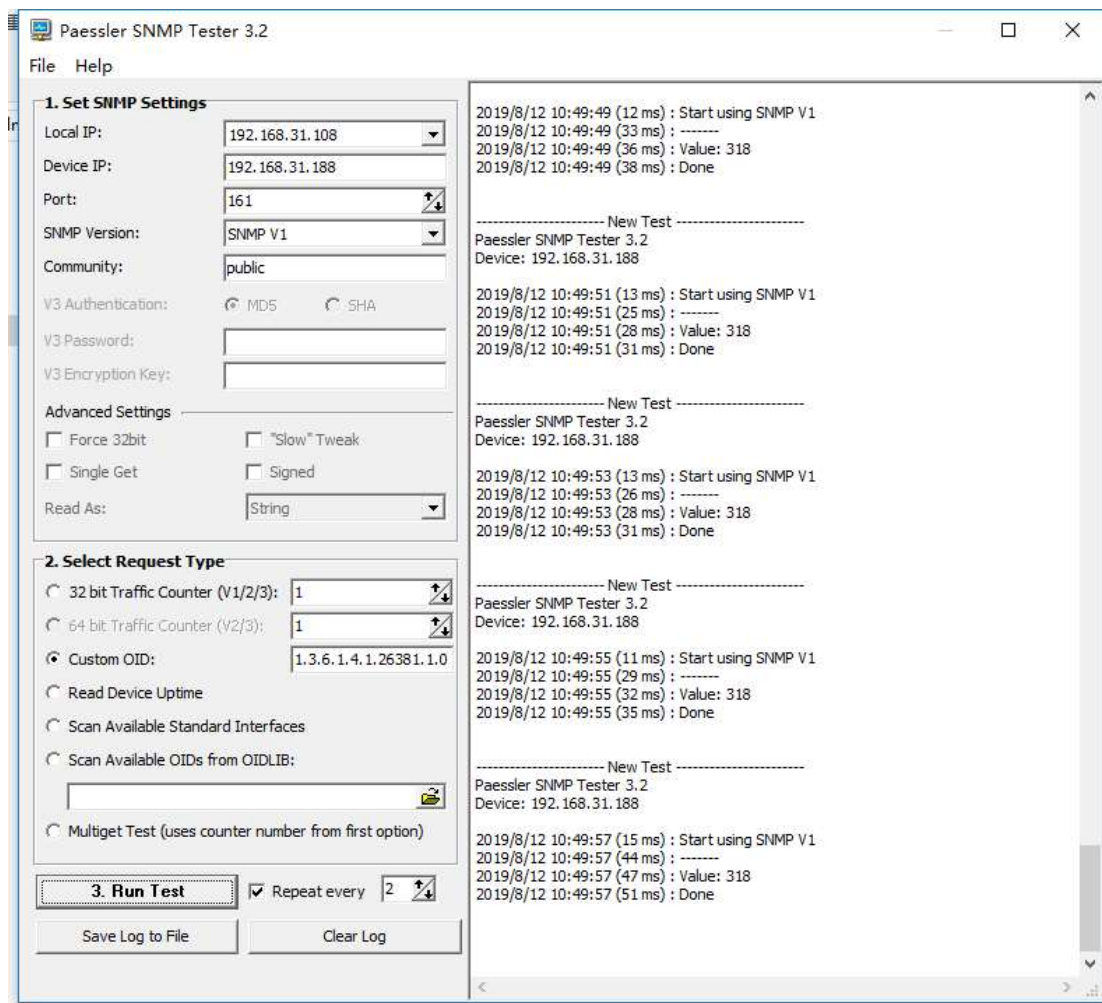 Paessler SNMP Tester 3.2
File Help
1. Set SNMP Settings
Local IP: 192.168.31.108
Device IP: 192.168.31.188
Port: 161
SNMP Version: SNMP V1
Community: public
V3 Authentication: MD5 SHA
V3 Password:
V3 Encryption Key:
Advanced Settings
Force 32bit "Slow" Tweak
Single Get Signed
Read As: String
2. Select Request Type
32 bit Traffic Counter (V1/2/3): 1
64 bit Traffic Counter (V2/3): 1
Custom OID: 1.3.6.1.4.1.26381.1.0
Read Device Uptime
Scan Available Standard Interfaces
Scan Available OIDs from OIDLIB:
Multiget Test (uses counter number from first option)
3. Run Test Repeat every 2
Save Log to File Clear Log
2019/8/12 10:49:49 (12 ms) : Start using SNMP V1
2019/8/12 10:49:49 (33 ms) : -------
2019/8/12 10:49:49 (36 ms) : Value: 318
2019/8/12 10:49:49 (38 ms) : Done
----------------------- New Test -----------------------
Paessler SNMP Tester 3.2
Device: 192.168.31.188
2019/8/12 10:49:51 (13 ms) : Start using SNMP V1
2019/8/12 10:49:51 (25 ms) : -------
2019/8/12 10:49:51 (28 ms) : Value: 318
2019/8/12 10:49:51 (31 ms) : Done
----------------------- New Test -----------------------
Paessler SNMP Tester 3.2
Device: 192.168.31.188
2019/8/12 10:49:53 (13 ms) : Start using SNMP V1
2019/8/12 10:49:53 (26 ms) : -------
2019/8/12 10:49:53 (28 ms) : Value: 318
2019/8/12 10:49:53 (31 ms) : Done
----------------------- New Test -----------------------
Paessler SNMP Tester 3.2
Device: 192.168.31.188
2019/8/12 10:49:55 (11 ms) : Start using SNMP V1
2019/8/12 10:49:55 (29 ms) : -------
2019/8/12 10:49:55 (32 ms) : Value: 318
2019/8/12 10:49:55 (35 ms) : Done
----------------------- New Test -----------------------
Paessler SNMP Tester 3.2
Device: 192.168.31.188
2019/8/12 10:49:57 (15 ms) : Start using SNMP V1
2019/8/12 10:49:57 (44 ms) : -------
2019/8/12 10:49:57 (47 ms) : Value: 318
2019/8/12 10:49:57 (51 ms) : Done